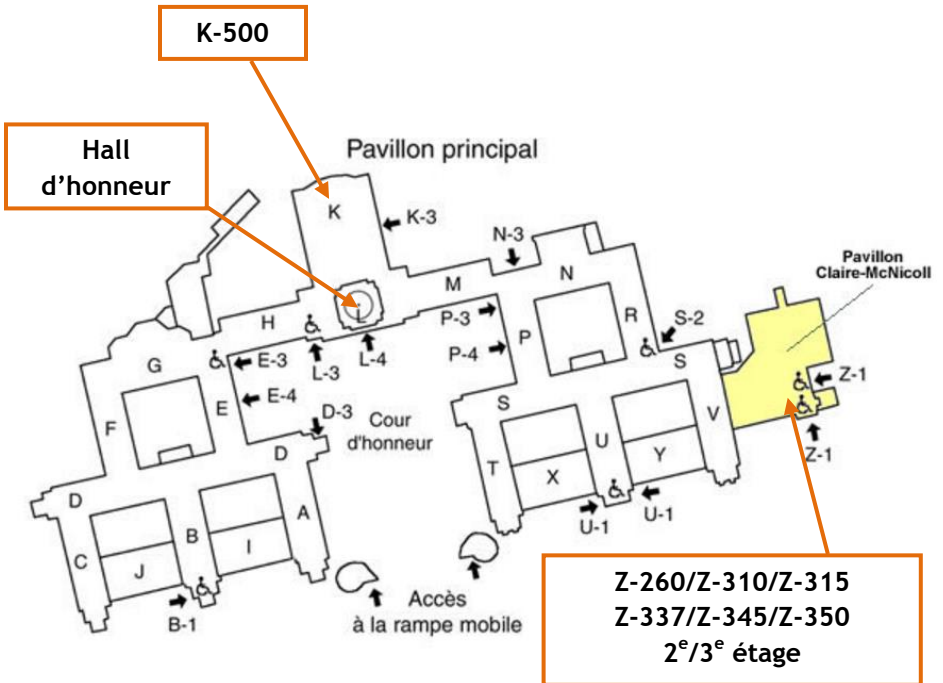 K-500
Hall
d’honneur
Pavillon principal
K
K-3
N-3
Pavillon
Claire-McNicoll
M
N
H
L
P-3
R
S-2
G
E-3
L-3
L-4
P-4
P
S
Z-1
E-4
E
D-3
Cour
d'honneur
F
S
V
Z-1
D
T
U
Y
X
D
A
B
U-1
U-1
C
I
J
Accès
à la rampe mobile
B-1
Z-260/Z-310/Z-315
Z-337/Z-345/Z-350
2e/3e étage